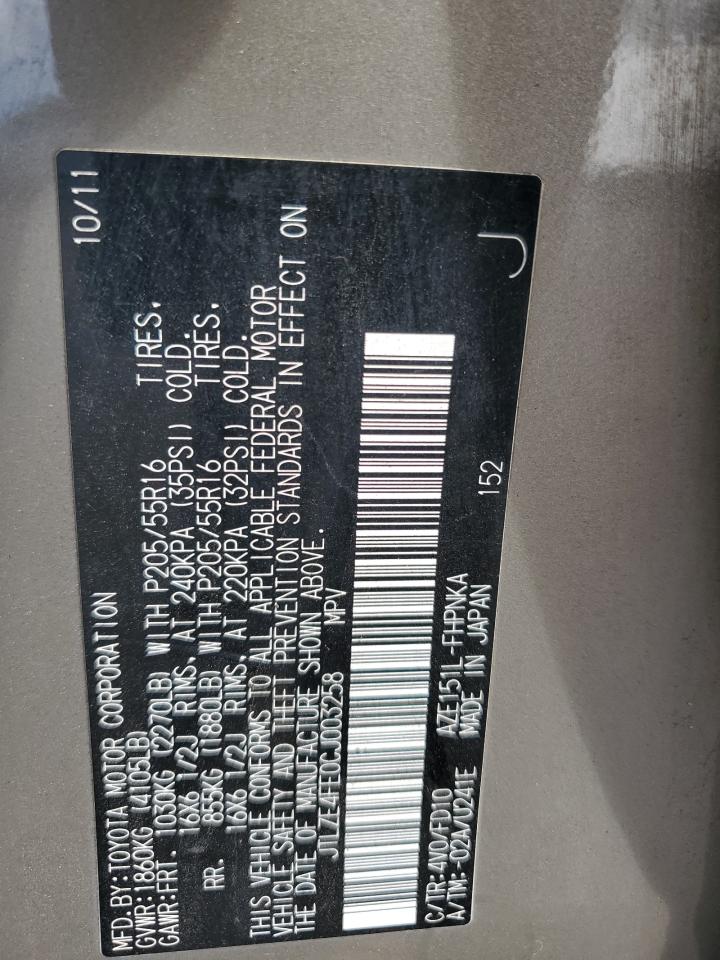 MFD.BY:TOYOTA MOTOR CORPORATION 10/11
GVWR:1860KG (4105LB)
GAWR:FRT. 1030KG (2270LB) WITH P205/55R16 TIRES.
16X6 1/2J RIMS. AT 240KPA (35PSI) COLD.
RR. 855KG (1880LB) WITH P205/55R16 TIRES.
16X6 1/2J RIMS. AT 220KPA (32PSI) COLD.
THIS VEHICLE CONFORMS TO ALL APPLICABLE FEDERAL MOTOR
VEHICLE SAFETY AND THEFT PREVENTION STANDARDS IN EFFECT ON
THE DATE OF MANUFACTURE SHOWN ABOVE.
JTLZE4FE0CJ003258 MPV
C/TR:4V0/FD10 AZE151L-FHPNKA
A/TM:-02A/U241E MADE IN JAPAN 152 J